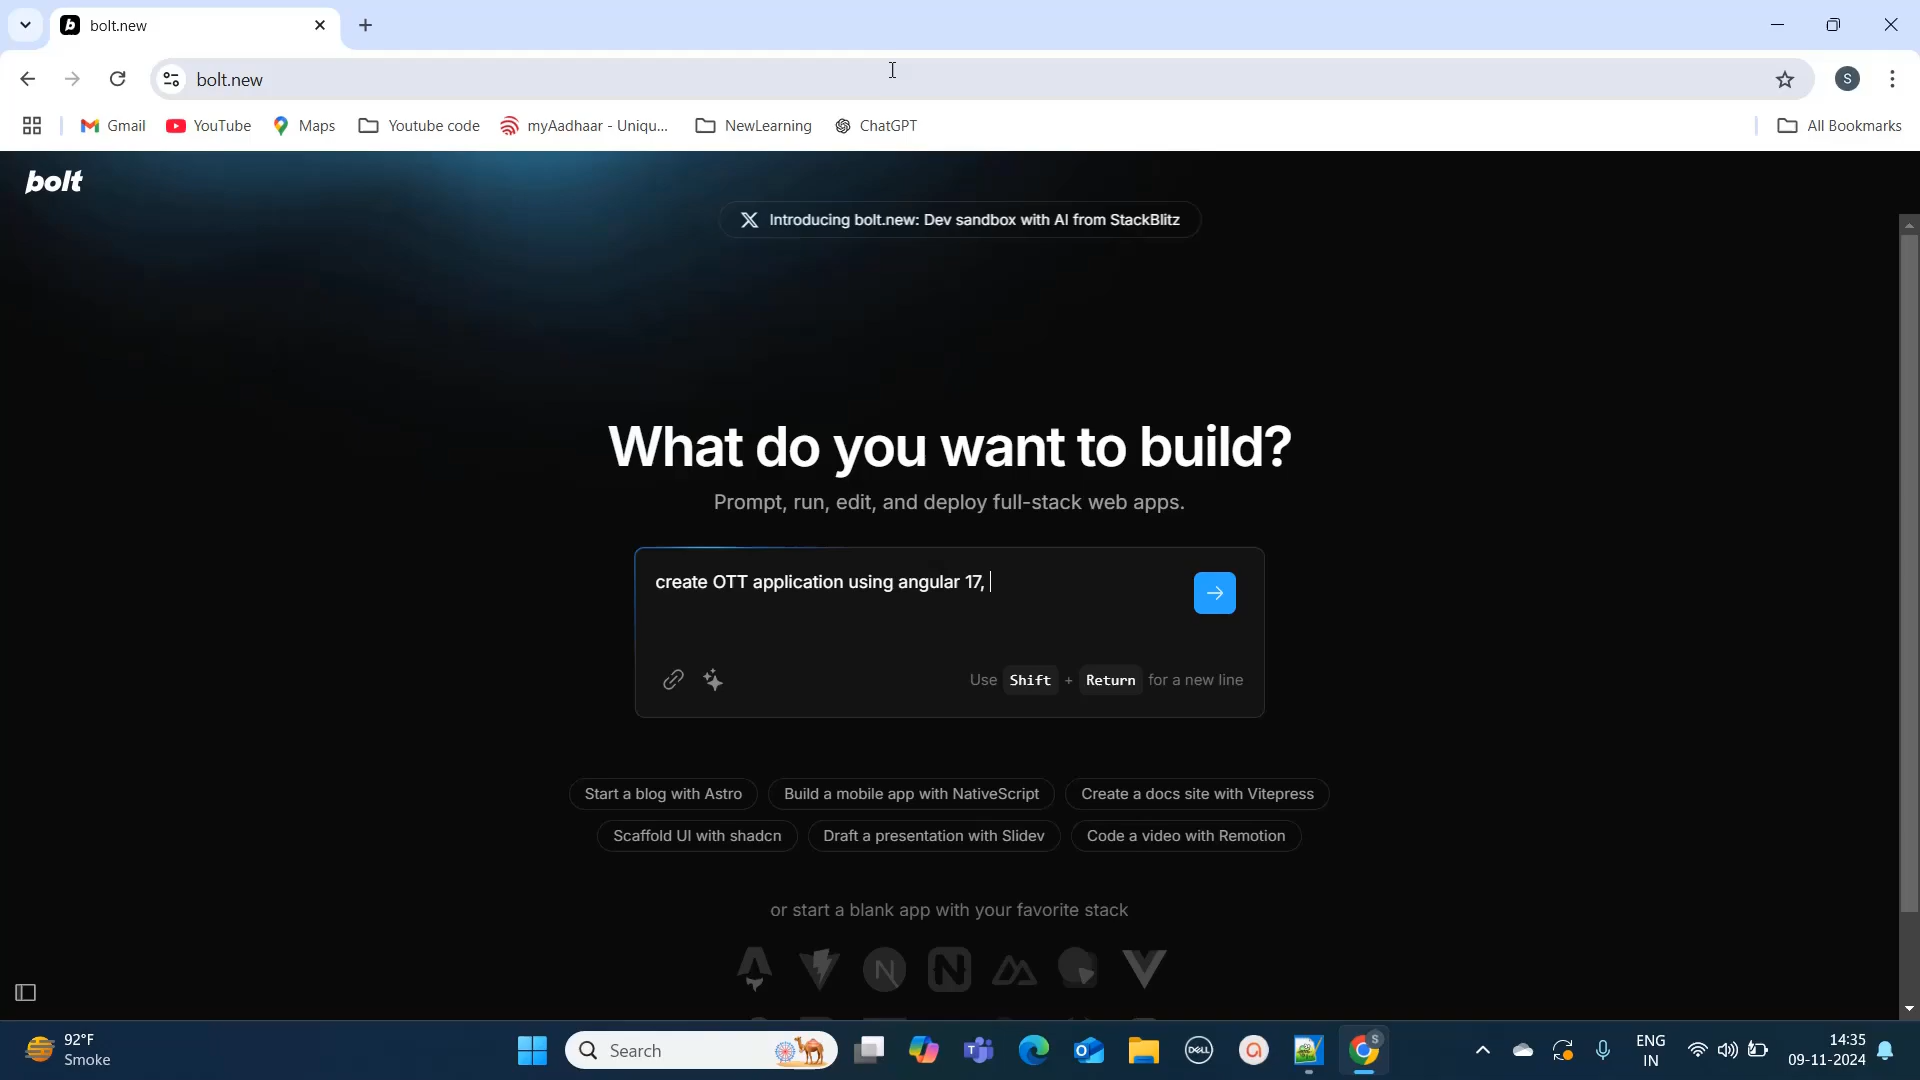 bolt.new
bolt.new
S
Gmail
YouTube
Maps
Youtube code
myAadhaar - Uniqu...
NewLearning
ChatGPT
All Bookmarks
bolt
Introducing bolt.new: Dev sandbox with AI from StackBlitz
What do you want to build?
Prompt, run, edit, and deploy full-stack web apps.
create OTT application using angular 17,
Use Shift + Return for a new line
Start a blog with Astro
Build a mobile app with NativeScript
Create a docs site with Vitepress
Scaffold UI with shadcn
Draft a presentation with Slidev
Code a video with Remotion
or start a blank app with your favorite stack
92°F
Smoke
Search
DELL
S
ENG
IN
14:35
09-11-2024